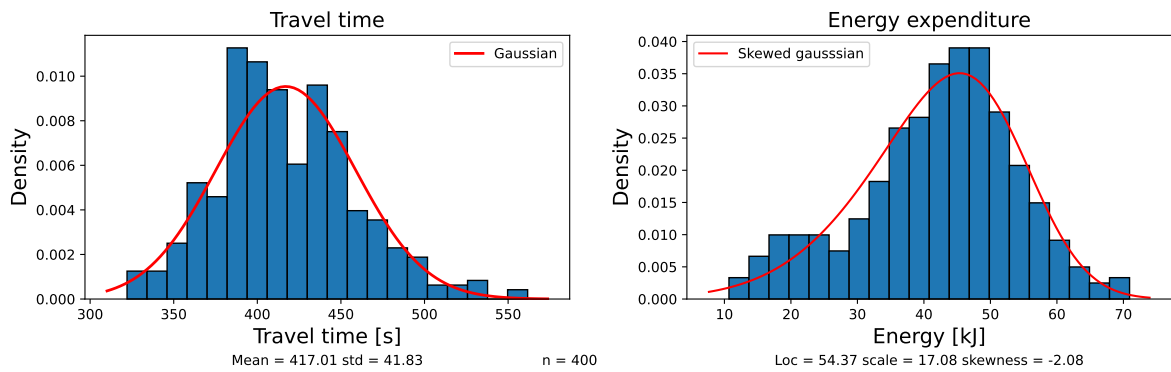 Travel time
Gaussian
0.010
0.008
0.006
0.004
0.002
0.000
Density
300
350
400
450
500
550
Travel time [s]
Mean = 417.01 std = 41.83
n = 400
Energy expenditure
Skewed gausssian
0.040
0.035
0.030
0.025
0.020
0.015
0.010
0.005
0.000
Density
10
20
30
40
50
60
70
Energy [kJ]
Loc = 54.37 scale = 17.08 skewness = -2.08